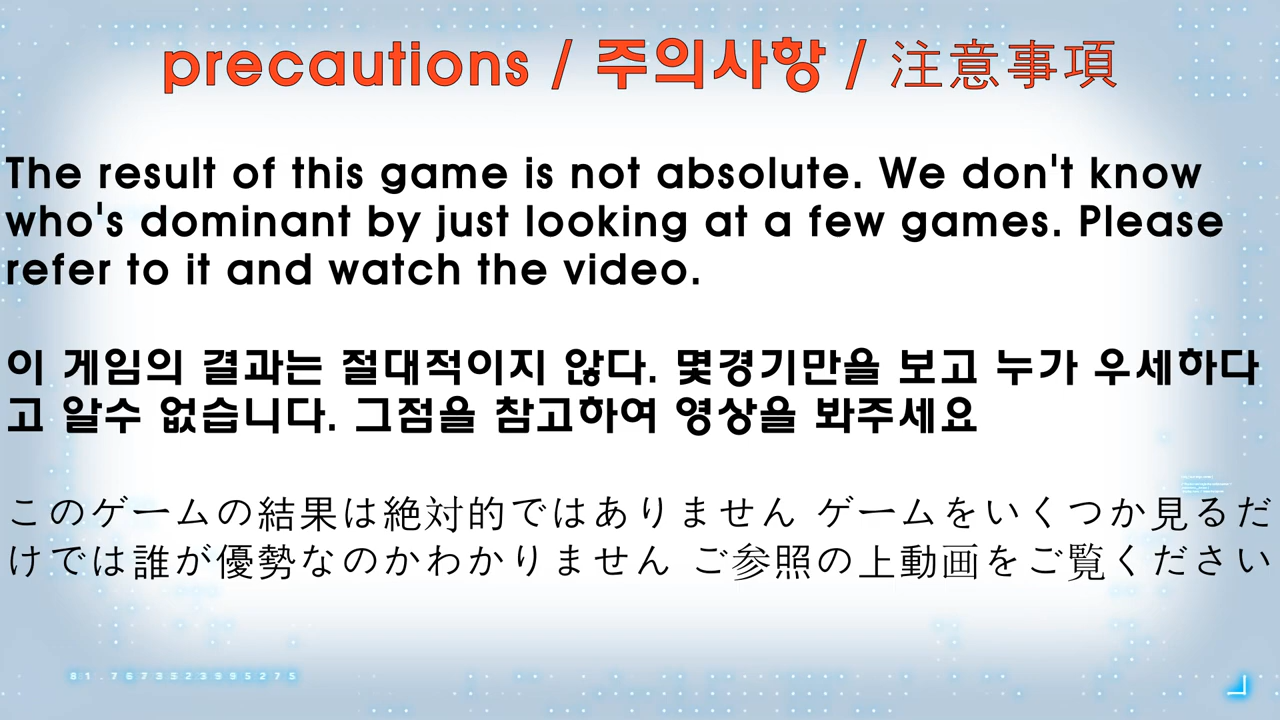 precautions / 주의사항 / 注意事項
The result of this game is not absolute. We don't know
who's dominant by just looking at a few games. Please
refer to it and watch the video.
이 게임의 결과는 절대적이지 않다. 몇경기만을 보고 누가 우세하다
고 알수 없습니다. 그점을 참고하여 영상을 봐주세요
このゲームの結果は絶対的ではありません ゲームをいくつか見るだ
けでは誰が優勢なのかわかりません ご参照の上動画をご覧ください
81.7673523995275